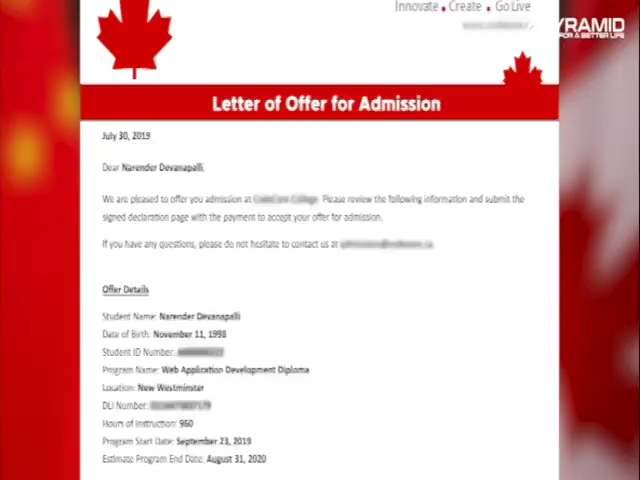 Innovate • Create • Go Live
PYRAMID
FOR A BETTER LIFE
Letter of Offer for Admission
July 30, 2019
Dear Narender Devanapalli,
We are pleased to offer you admission at Please review the following information and submit the
signed declaration page with the payment to accept your offer for admission.
If you have any questions, please do not hesitate to contact us at
Offer Details
Student Name: Narender Devanapalli
Date of Birth: November 11, 1998
Student ID Number:
Program Name: Web Application Development Diploma
Location: New Westminster
DLI Number:
Hours of Instruction: 960
Program Start Date: September 23, 2019
Estimate Program End Date: August 31, 2020